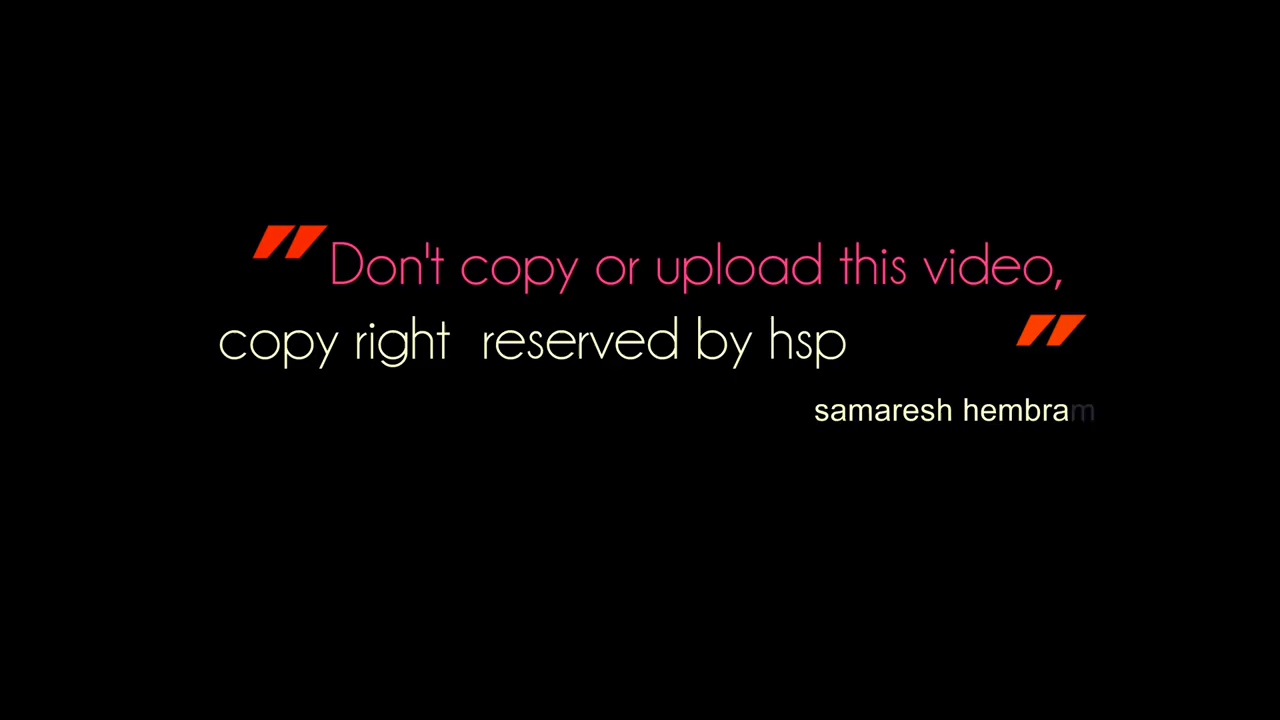 "Don't copy or upload this video,
copy right reserved by hsp"
samaresh hembram